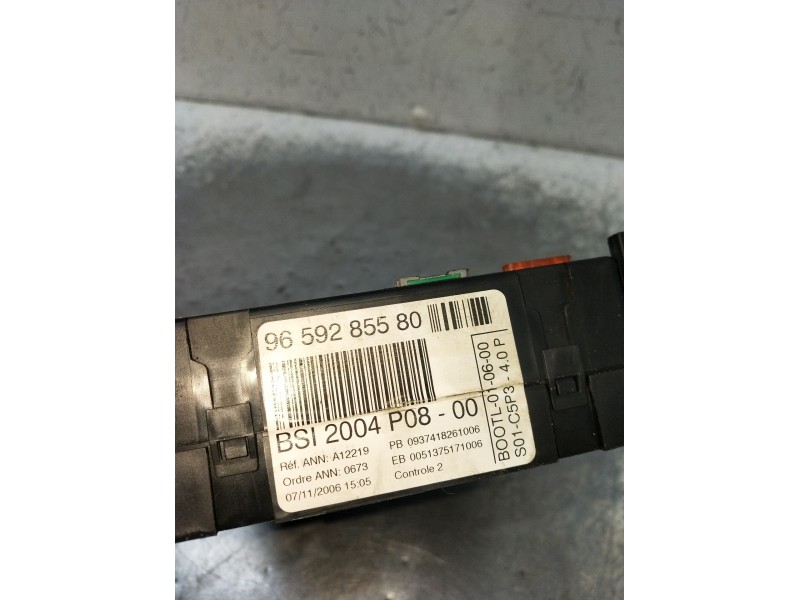 96 592 855 80
BSI 2004 P08 - 00
Réf. ANN: A12219
PB 0937418261006
Ordre ANN: 0673
EB 0051375171006
07/11/2006 15:05
Controle 2
BOOTL-01-06-00
S01-C5P3 - 4.0 P